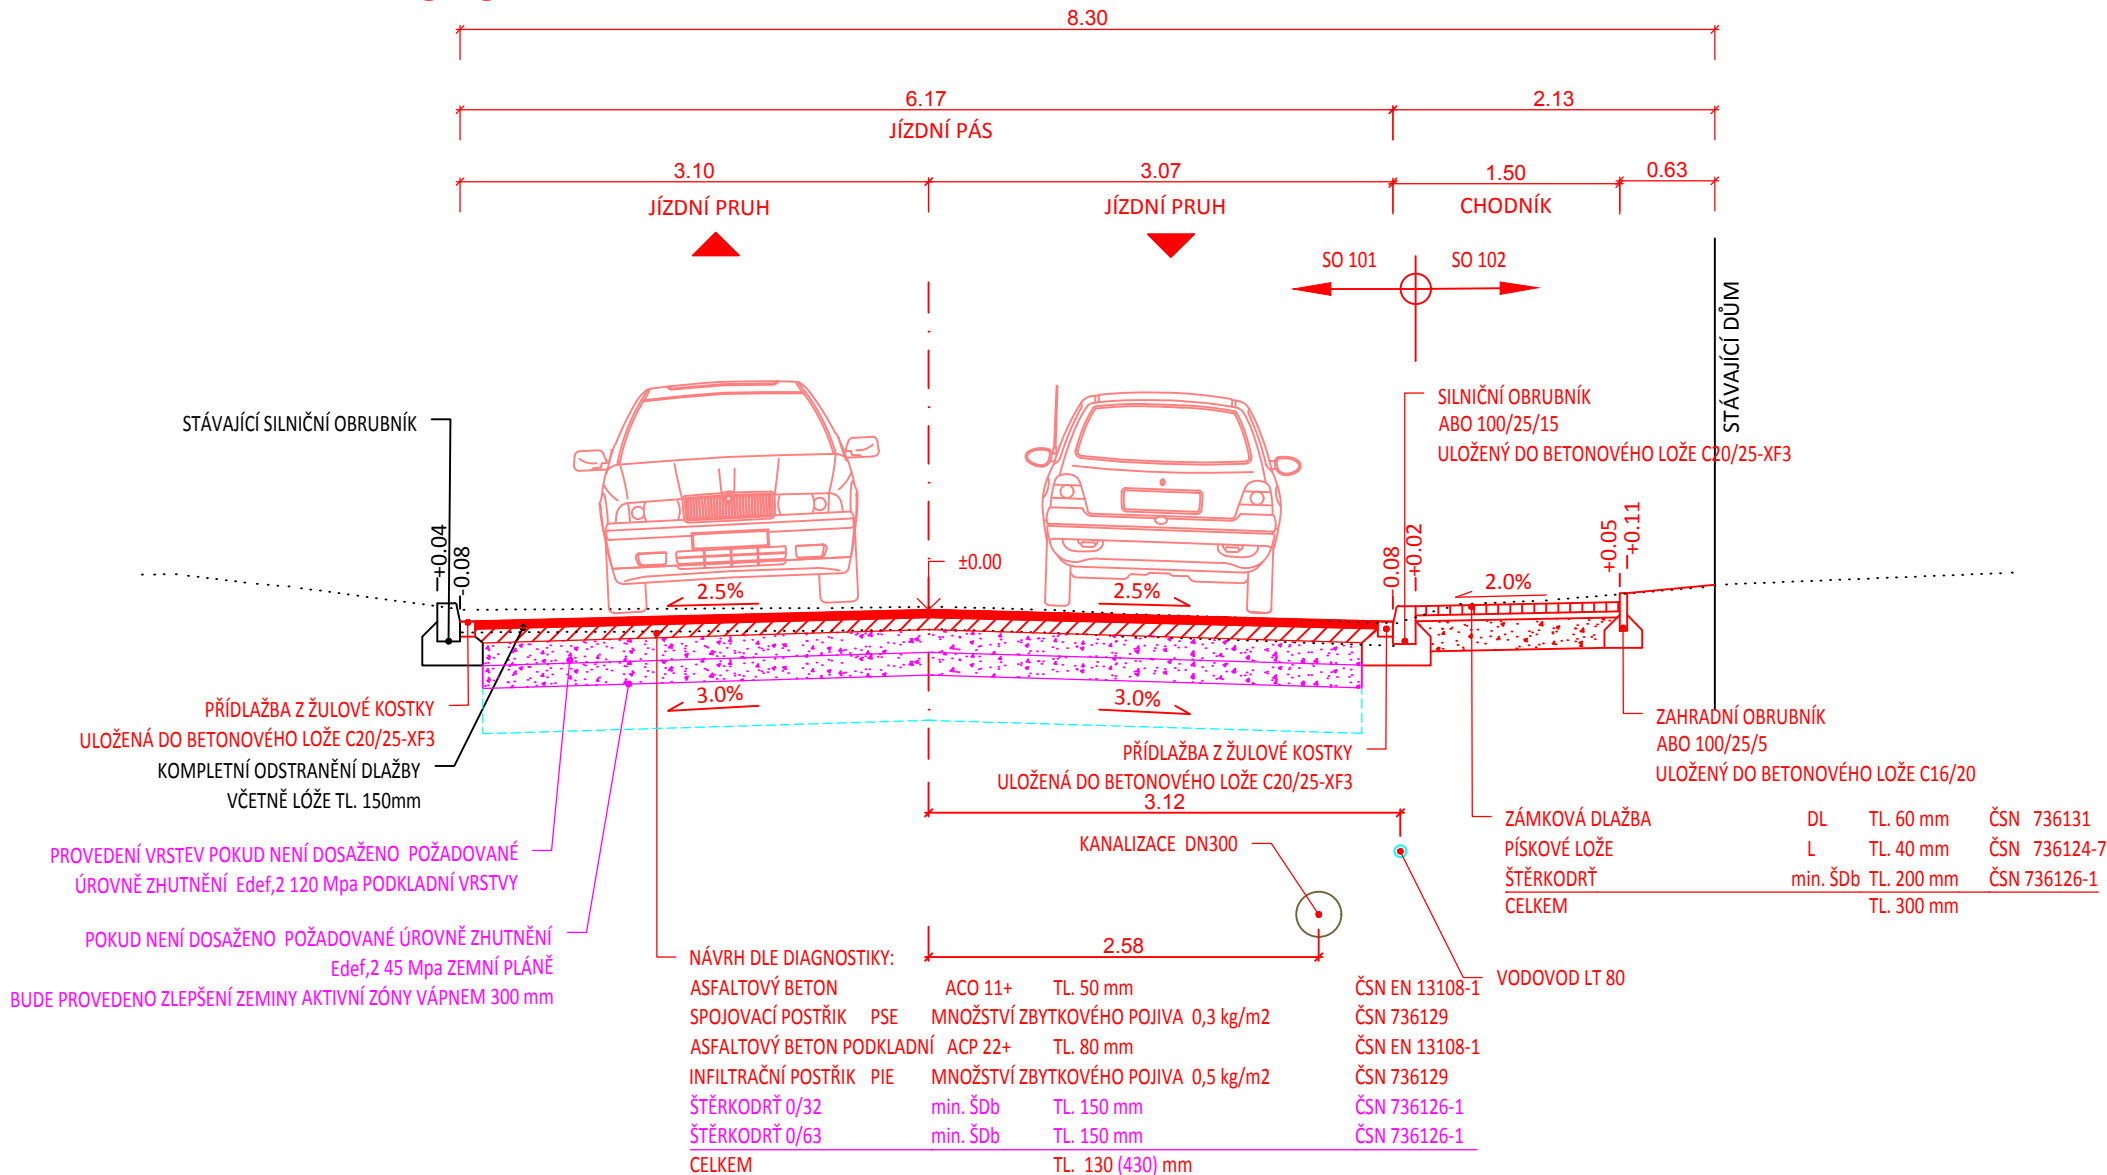 8.30
6.17
2.13
JÍZDNÍ PÁS
3.10
3.07
1.50
0.63
JÍZDNÍ PRUH
JÍZDNÍ PRUH
CHODNÍK
SO 101
SO 102
STÁVAJÍCÍ DŮM
STÁVAJÍCÍ SILNIČNÍ OBRUBNÍK
SILNIČNÍ OBRUBNÍK
ABO 100/25/15
ULOŽENÝ DO BETONOVÉHO LOŽE C20/25-XF3
+0.04
-0.08
±0.00
-0.08
+0.02
+0.05
+0.11
2.5%
2.5%
2.0%
3.0%
3.0%
PŘÍDLAŽBA Z ŽULOVÉ KOSTKY
ULOŽENÁ DO BETONOVÉHO LOŽE C20/25-XF3
KOMPLETNÍ ODSTRANĚNÍ DLAŽBY
VČETNĚ LÓŽE TL. 150mm
PŘÍDLAŽBA Z ŽULOVÉ KOSTKY
ULOŽENÁ DO BETONOVÉHO LOŽE C20/25-XF3
ZAHRADNÍ OBRUBNÍK
ABO 100/25/5
ULOŽENÝ DO BETONOVÉHO LOŽE C16/20
3.12
KANALIZACE DN300
ZÁMKOVÁ DLAŽBA DL TL. 60 mm ČSN 736131
PÍSKOVÉ LOŽE L TL. 40 mm ČSN 736124-7
ŠTĚRKODRŤ min. ŠDb TL. 200 mm ČSN 736126-1
CELKEM TL. 300 mm
PROVEDENÍ VRSTEV POKUD NENÍ DOSAŽENO POŽADOVANÉ
ÚROVNĚ ZHUTNĚNÍ Edef,2 120 Mpa PODKLADNÍ VRSTVY
POKUD NENÍ DOSAŽENO POŽADOVANÉ ÚROVNĚ ZHUTNĚNÍ
Edef,2 45 Mpa ZEMNÍ PLÁNĚ
BUDE PROVEDENO ZLEPŠENÍ ZEMINY AKTIVNÍ ZÓNY VÁPNEM 300 mm
2.58
VODOVOD LT 80
NÁVRH DLE DIAGNOSTIKY:
ASFALTOVÝ BETON ACO 11+ TL. 50 mm ČSN EN 13108-1
SPOJOVACÍ POSTŘIK PSE MNOŽSTVÍ ZBYTKOVÉHO POJIVA 0,3 kg/m2 ČSN 736129
ASFALTOVÝ BETON PODKLADNÍ ACP 22+ TL. 80 mm ČSN EN 13108-1
INFILTRAČNÍ POSTŘIK PIE MNOŽSTVÍ ZBYTKOVÉHO POJIVA 0,5 kg/m2 ČSN 736129
ŠTĚRKODRŤ 0/32 min. ŠDb TL. 150 mm ČSN 736126-1
ŠTĚRKODRŤ 0/63 min. ŠDb TL. 150 mm ČSN 736126-1
CELKEM TL. 130 (430) mm